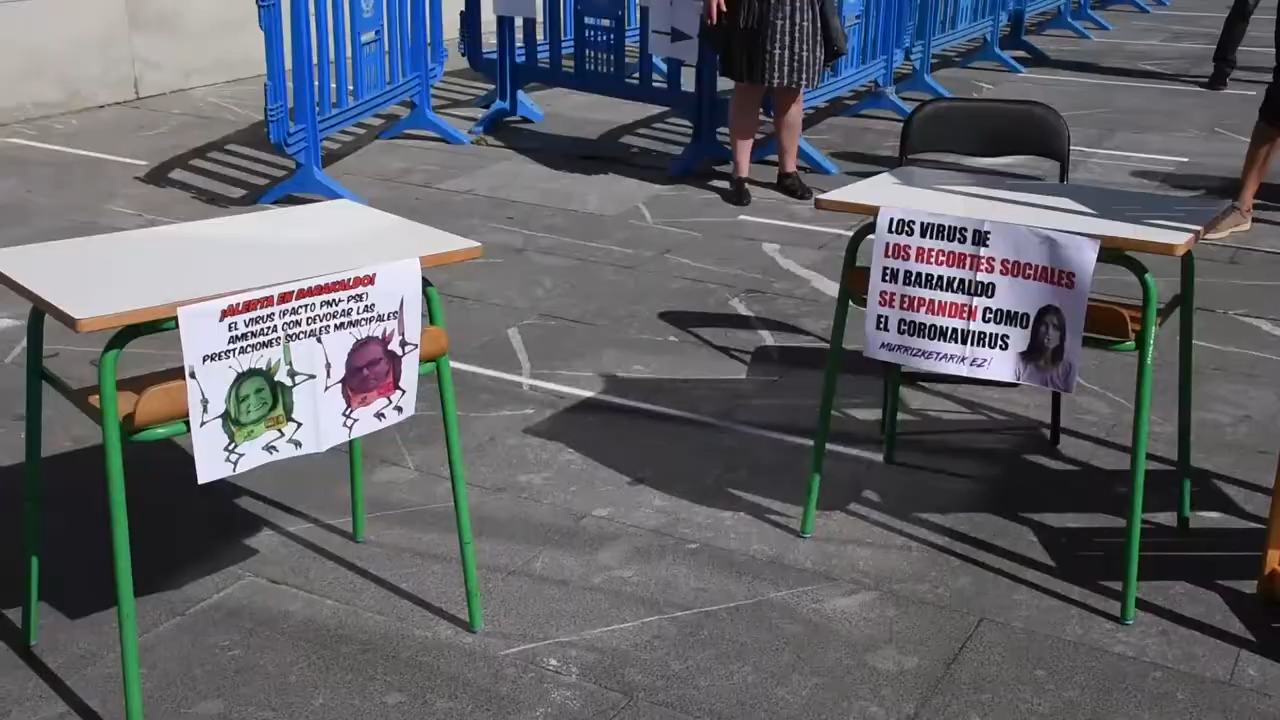 ¡ALERTA EN BARAKALDO!
EL VIRUS (PACTO PNV-PSE)
AMENAZA CON DEVORAR LAS
PRESTACIONES SOCIALES MUNICIPALES
LOS VIRUS DE
LOS RECORTES SOCIALES
EN BARAKALDO
SE EXPANDEN COMO
EL CORONAVIRUS
MURRIZKETARIK EZ!